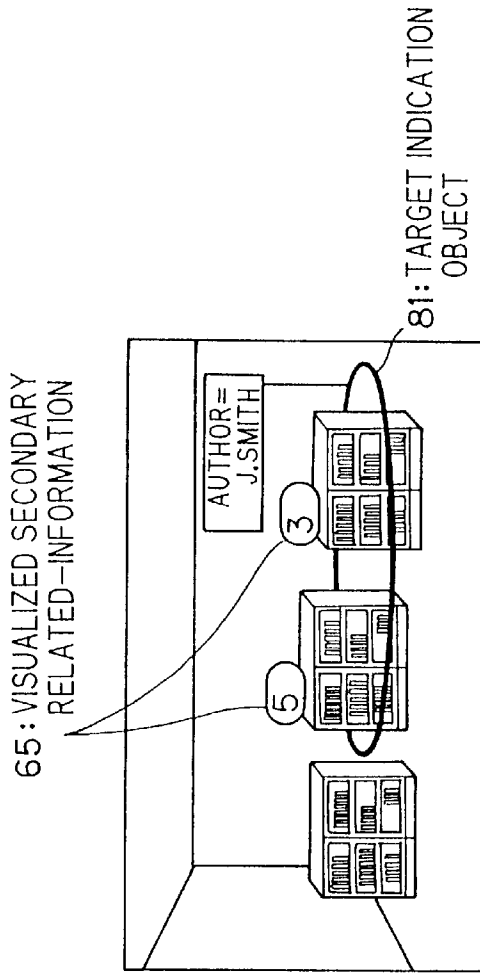 65: VISUALIZED SECONDARY
RELATED-INFORMATION
AUTHOR=
J.SMITH
5
3
81: TARGET INDICATION
OBJECT